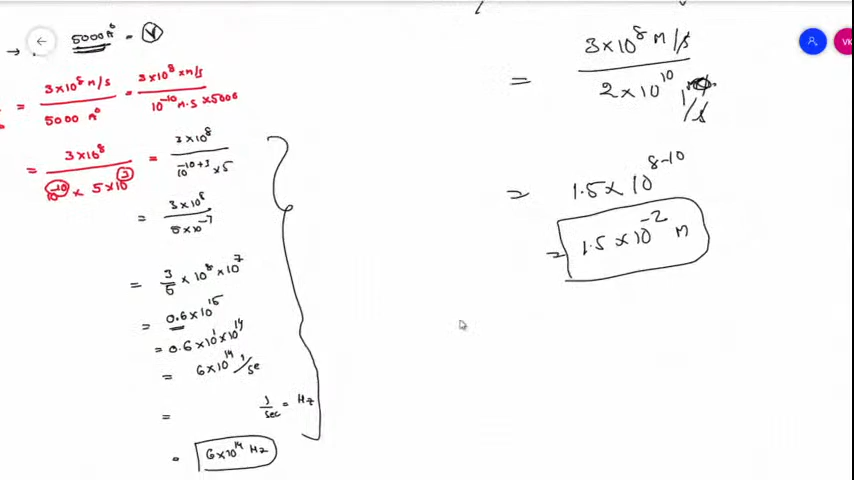 → 5000 A° = ν
= 3×10⁸ m/s / 5000 A° = 3×10⁸ × m/s / 10⁻¹⁰ m.s × 5000
= 3×10⁸ / 10⁻¹⁰ × 5×10³ = 3×10⁸ / 10⁻¹⁰⁺³ × 5
= 3×10⁸ / 5×10⁻⁷
= 3/5 × 10⁸ × 10⁷
= 0.6×10¹⁵
= 0.6×10¹×10¹⁴
= 6×10¹⁴ 1/se
= 1/sec = Hz
= 6×10¹⁴ Hz
= 3×10⁸ m/s / 2×10¹⁰ 1/s
= 1.5×10⁸⁻¹⁰
= 1.5×10⁻² m
VK